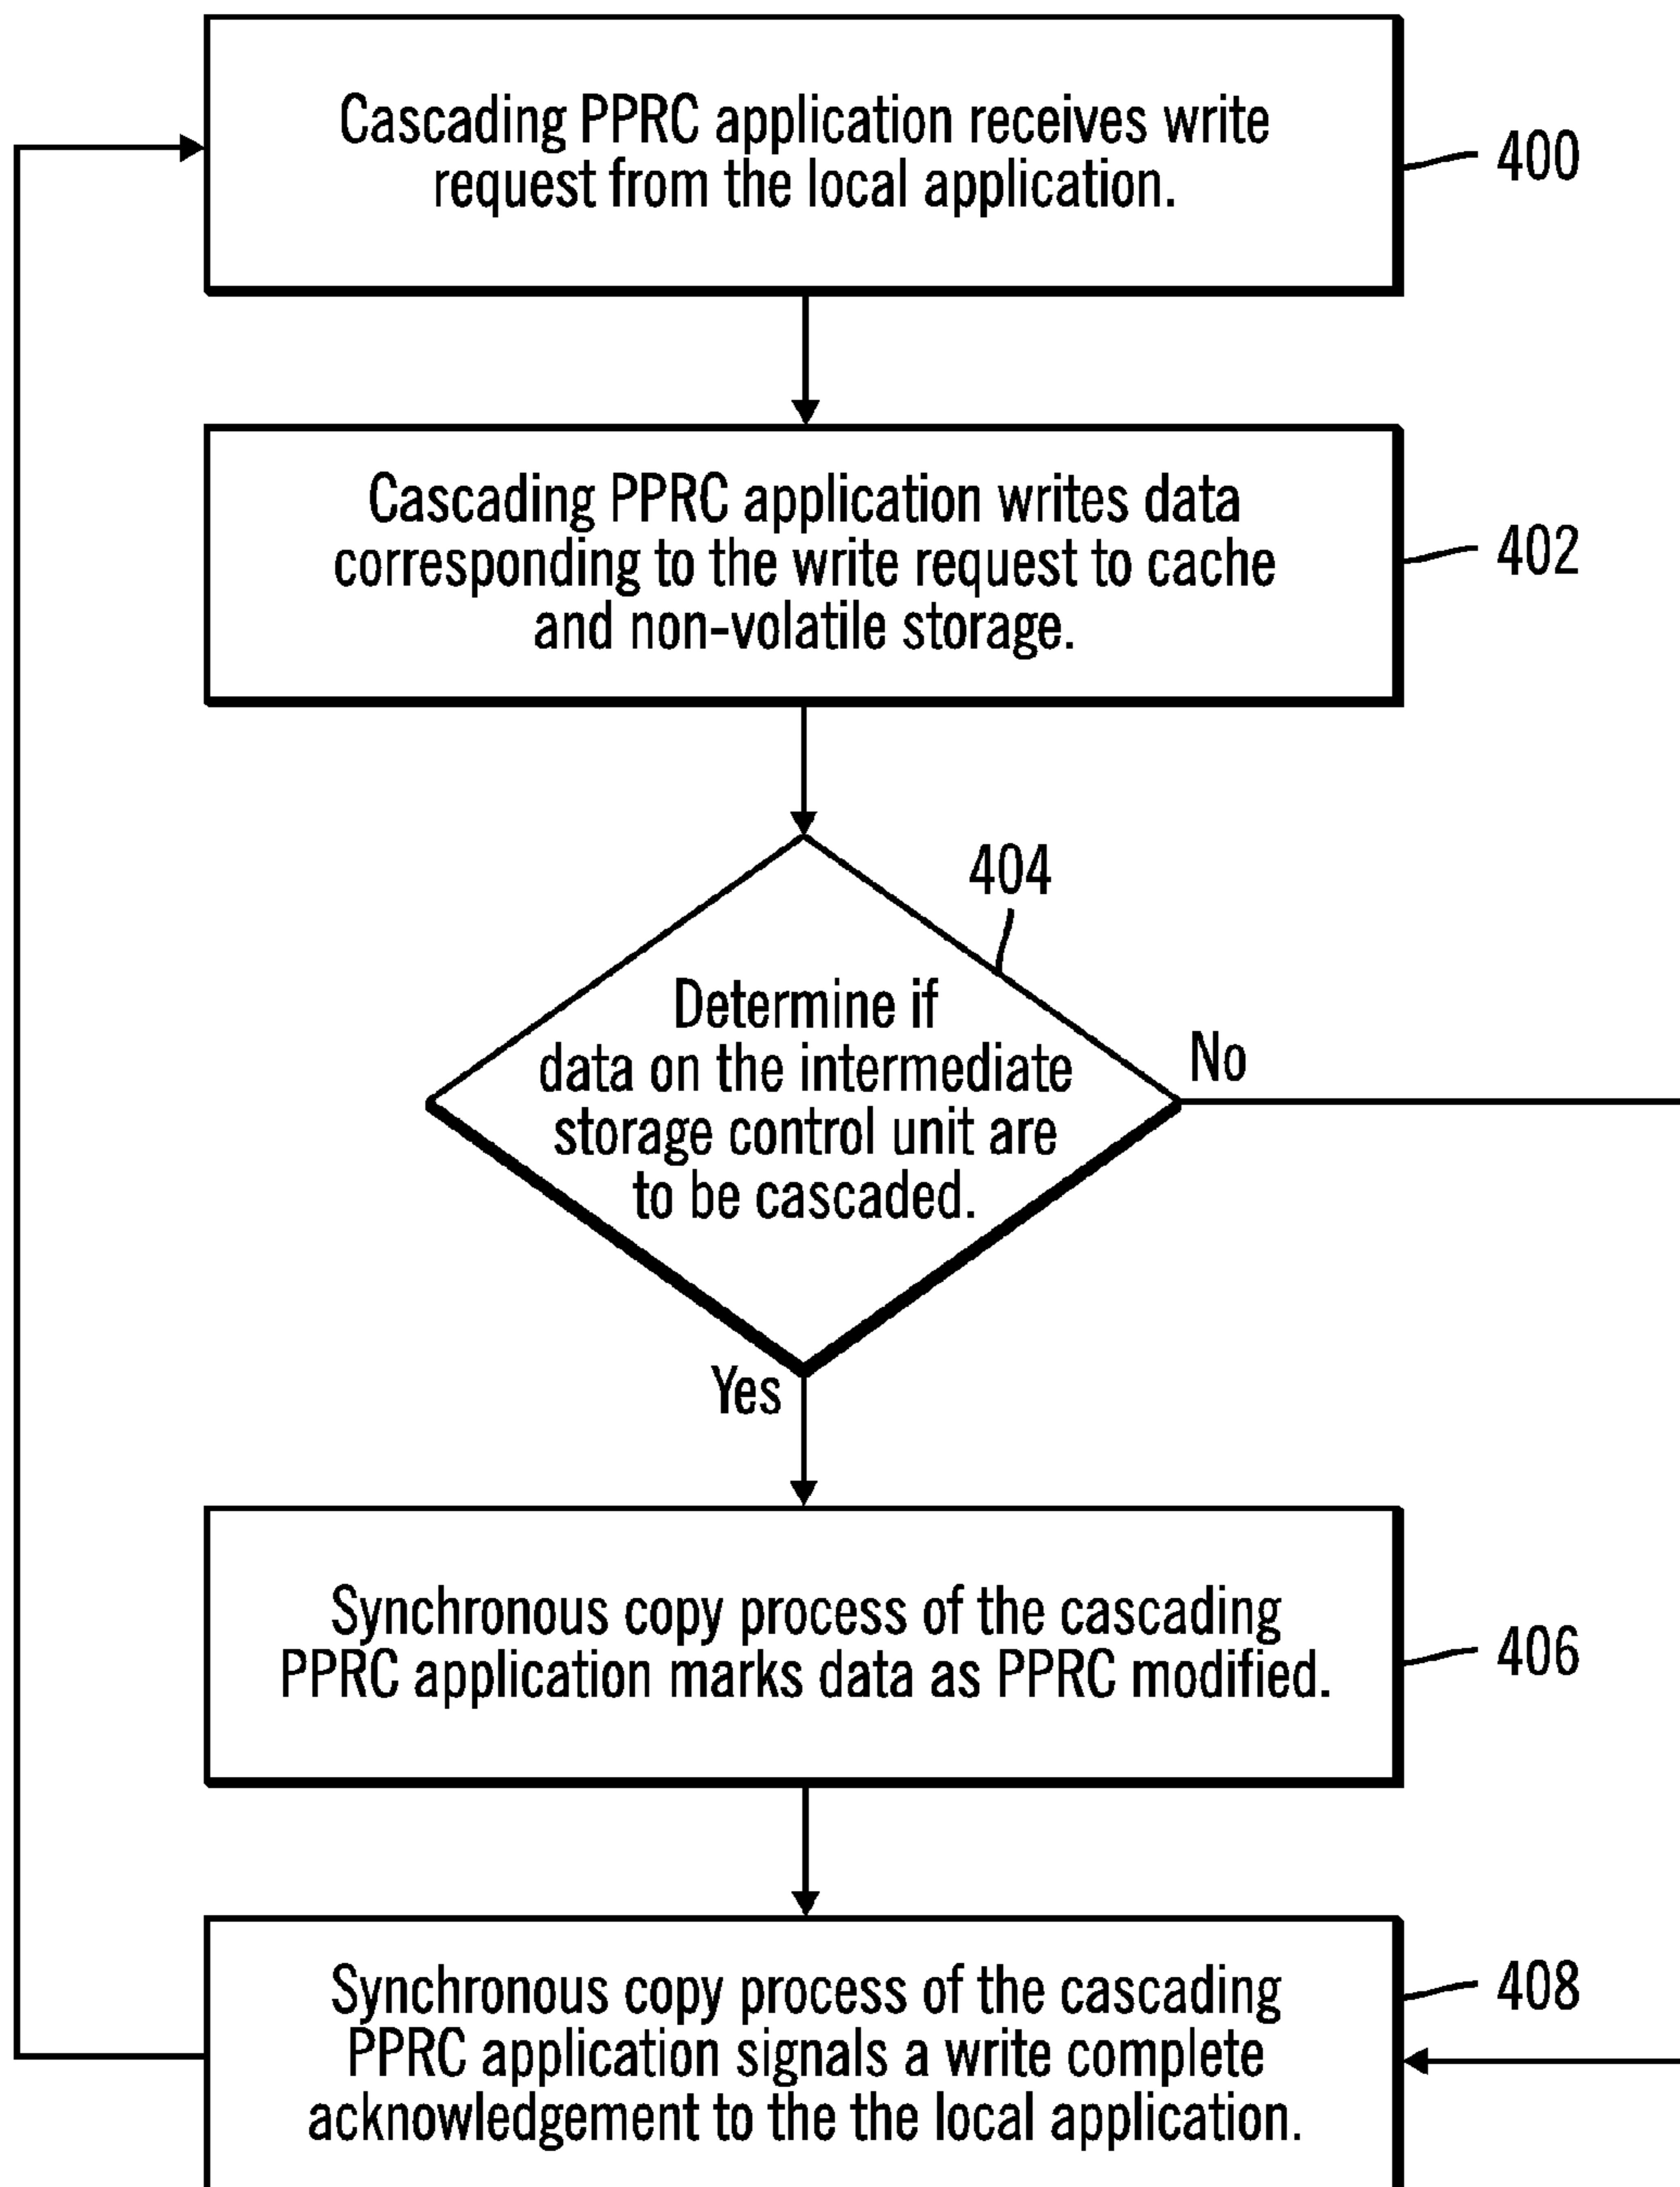 Cascading PPRC application receives write
request from the local application.
400
Cascading PPRC application writes data
corresponding to the write request to cache
and non-volatile storage.
402
404
Determine if
data on the intermediate
storage control unit are
to be cascaded.
No
Yes
Synchronous copy process of the cascading
PPRC application marks data as PPRC modified.
406
Synchronous copy process of the cascading
PPRC application signals a write complete
acknowledgement to the the local application.
408